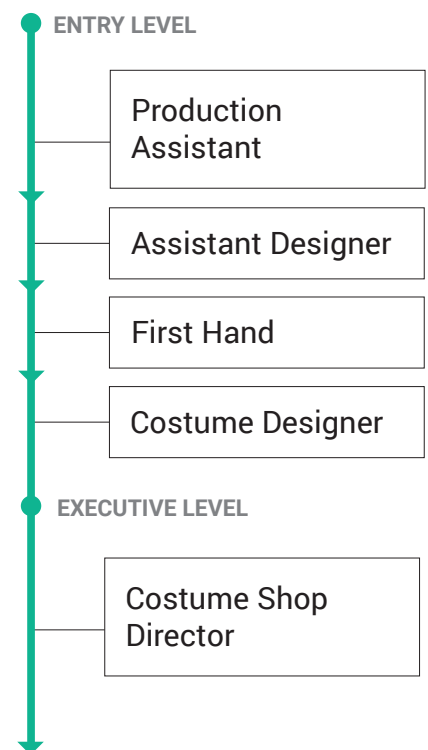 ENTRY LEVEL
Production
Assistant
Assistant Designer
First Hand
Costume Designer
EXECUTIVE LEVEL
Costume Shop
Director